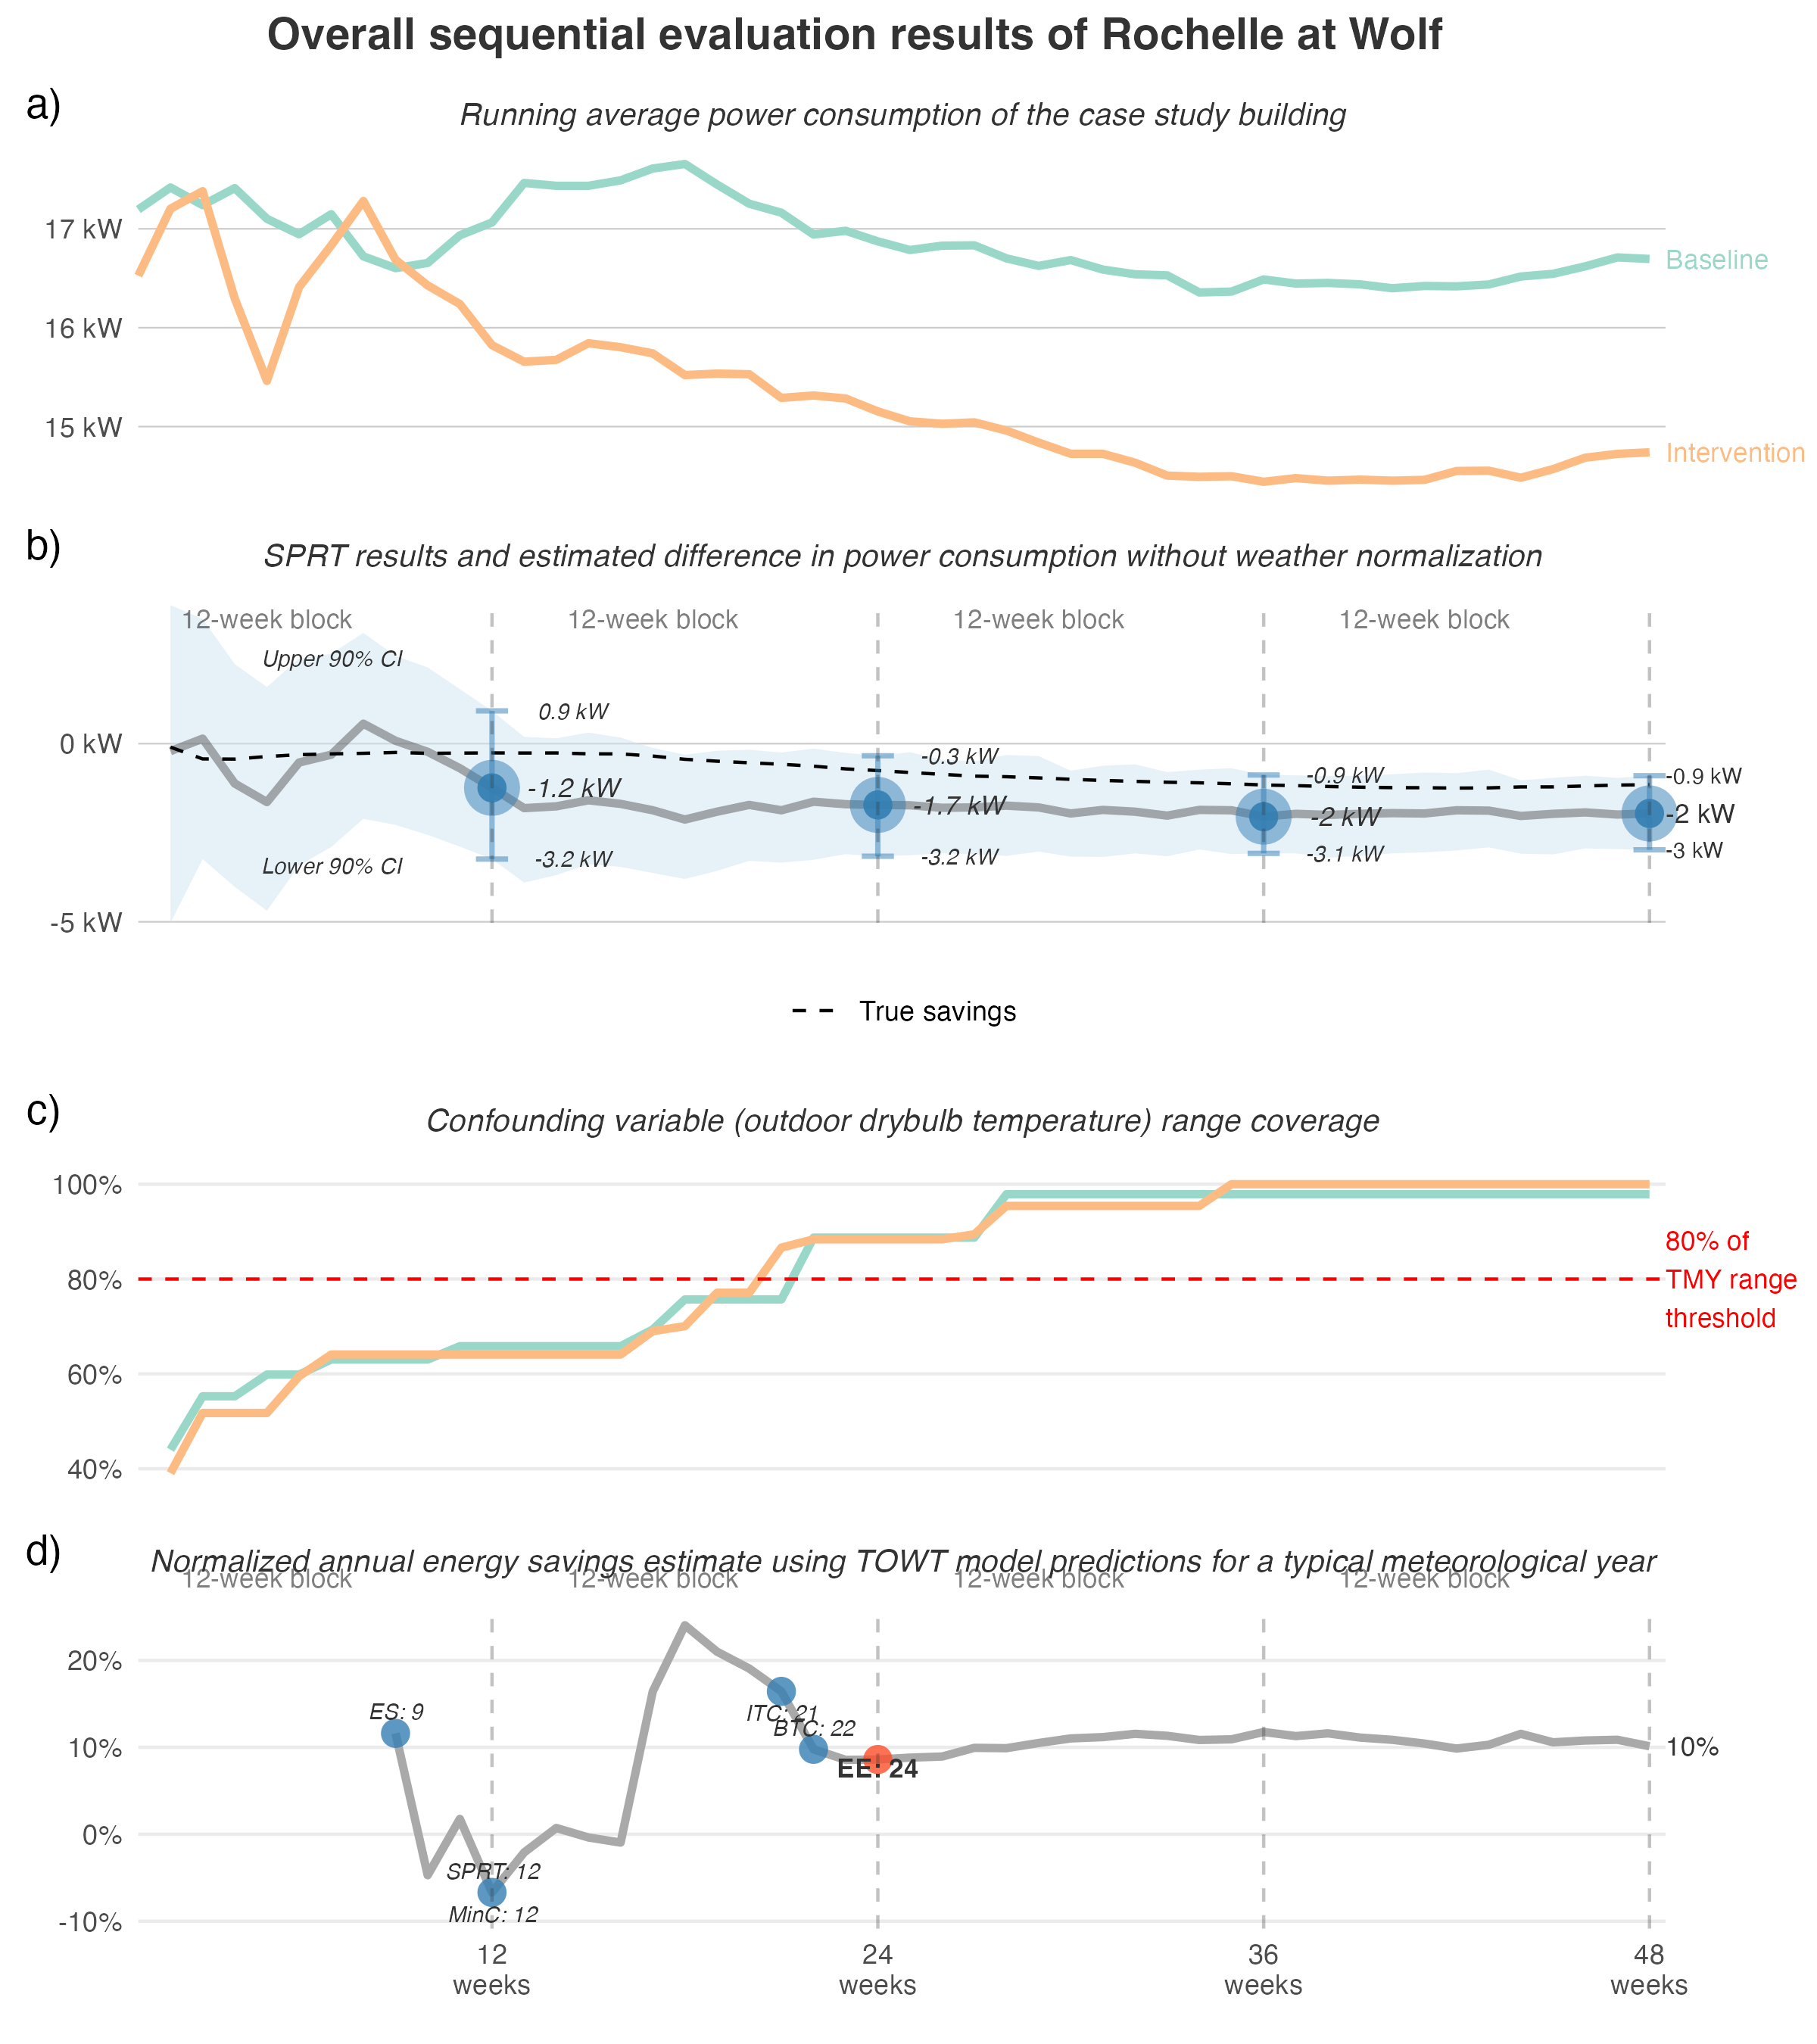 Overall sequential evaluation results of Rochelle at Wolf
a)
Running average power consumption of the case study building
17 kW
16 kW
15 kW
Baseline
Intervention
b)
SPRT results and estimated difference in power consumption without weather normalization
12-week block 12-week block 12-week block 12-week block
Upper 90% CI
Lower 90% CI
0 kW
-5 kW
0.9 kW
-1.2 kW
-3.2 kW
-0.3 kW
-1.7 kW
-3.2 kW
-0.9 kW
-2 kW
-3.1 kW
-0.9 kW
-2 kW
-3 kW
True savings
c)
Confounding variable (outdoor drybulb temperature) range coverage
100%
80%
60%
40%
80% of
TMY range
threshold
d)
Normalized annual energy savings estimate using TOWT model predictions for a typical meteorological year
12-week block 12-week block 12-week block 12-week block
20%
10%
0%
-10%
ES: 9
SPRT: 12
MinC: 12
ITC: 21
BTC: 22
EE: 24
10%
12
weeks
24
weeks
36
weeks
48
weeks